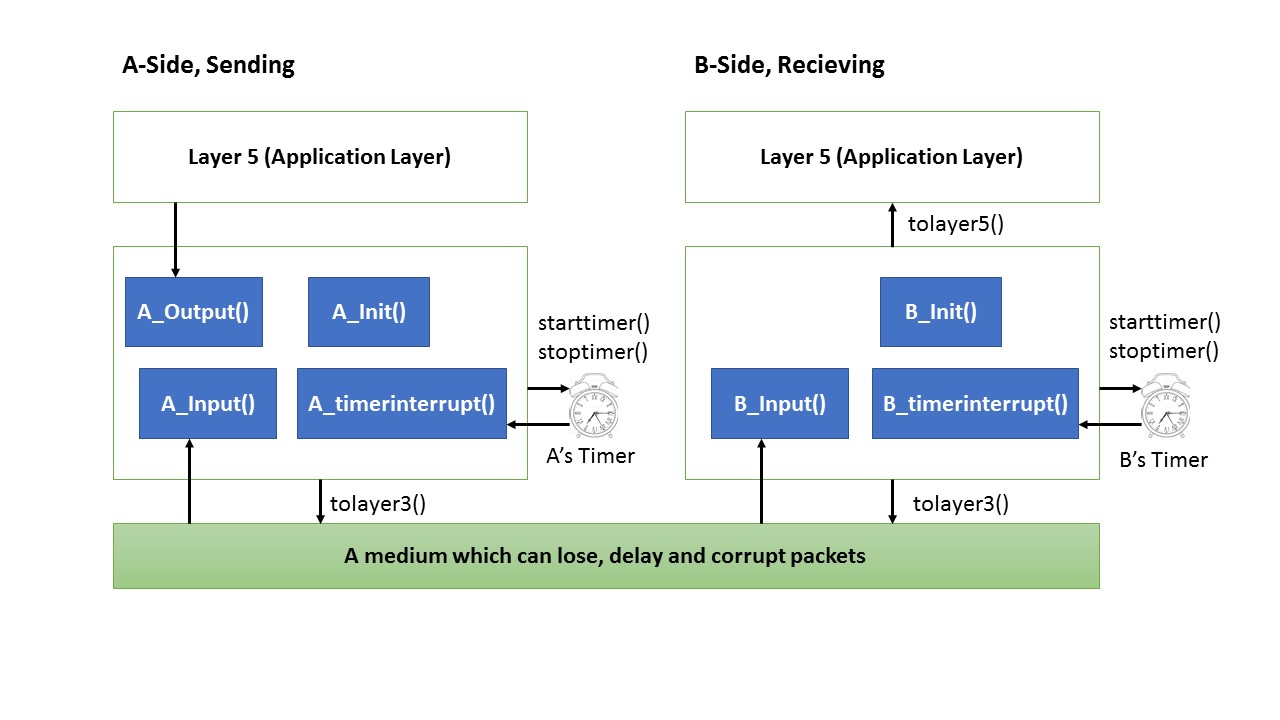 A-Side, Sending
B-Side, Recieving
Layer 5 (Application Layer)
Layer 5 (Application Layer)
tolayer5()
A_Output()
A_Init()
starttimer()
stoptimer()
B_Init()
starttimer()
stoptimer()
A_Input()
A_timerinterrupt()
A's Timer
B_Input()
B_timerinterrupt()
B's Timer
tolayer3()
tolayer3()
A medium which can lose, delay and corrupt packets